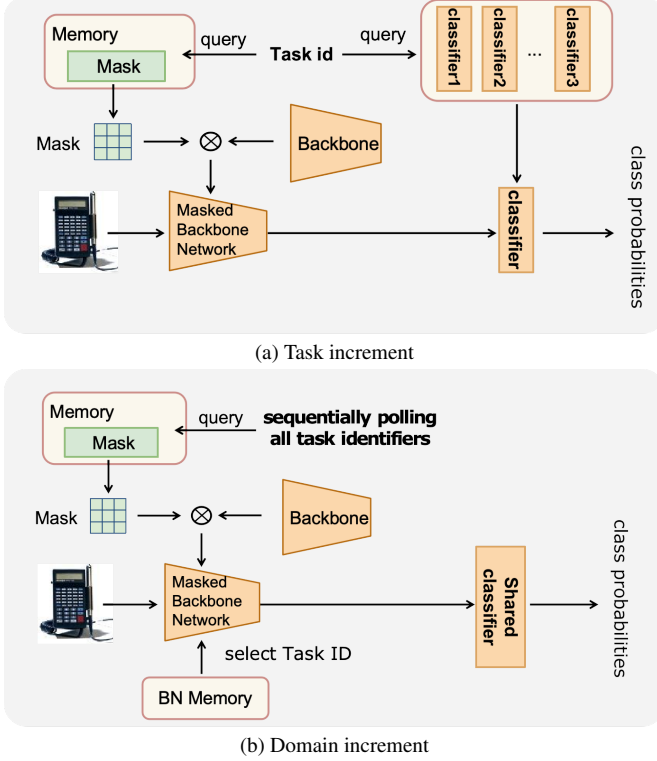 Memory
Mask
query
Task id
query
classifier1
classifier2
...
classifier3
Mask
Backbone
Masked
Backbone
Network
classifier
class probabilities
(a) Task increment
Memory
Mask
query
sequentially polling
all task identifiers
Mask
Backbone
Masked
Backbone
Network
Shared
classifier
class probabilities
select Task ID
BN Memory
(b) Domain increment